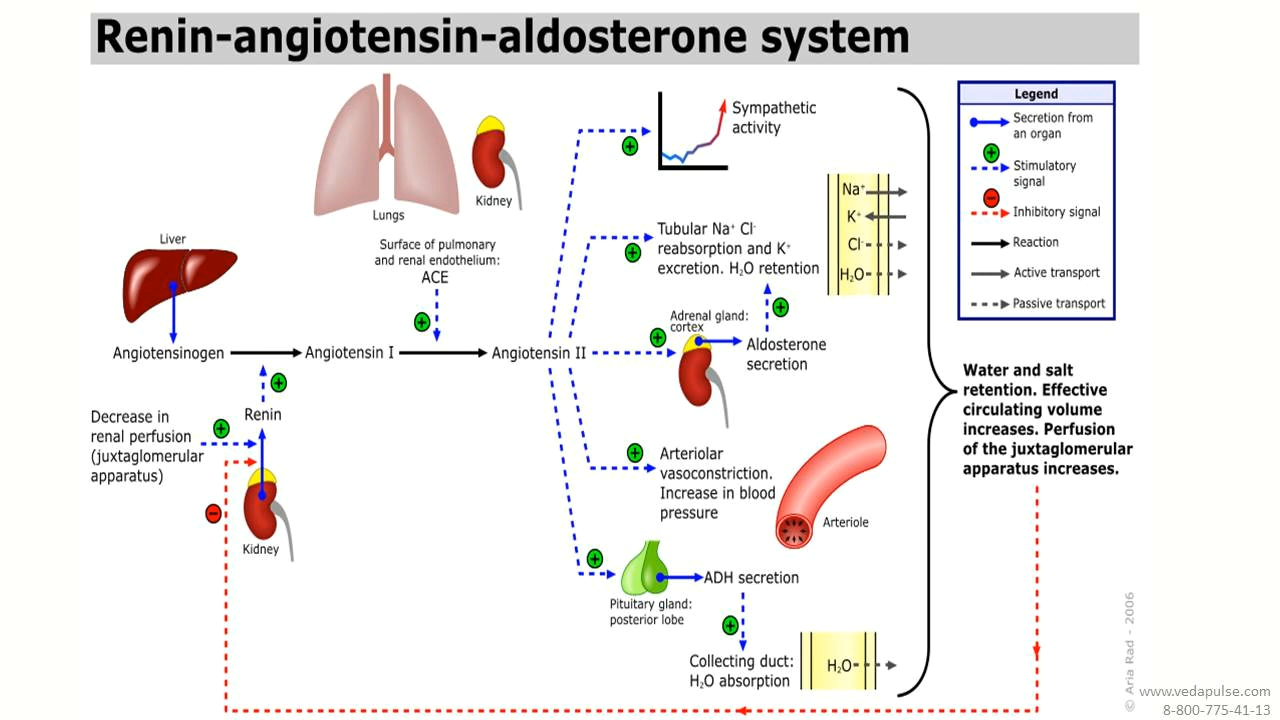 Renin-angiotensin-aldosterone system
Lungs
Kidney
Liver
Surface of pulmonary
and renal endothelium:
ACE
Angiotensinogen
Angiotensin I
Angiotensin II
Renin
Decrease in
renal perfusion
(juxtaglomerular
apparatus)
Kidney
Sympathetic
activity
Tubular Na⁺ Cl⁻
reabsorption and K⁺
excretion. H₂O retention
Na⁺
K⁺
Cl⁻
H₂O
Adrenal gland:
cortex
Aldosterone
secretion
Arteriolar
vasoconstriction.
Increase in blood
pressure
Arteriole
Pituitary gland:
posterior lobe
ADH secretion
Collecting duct:
H₂O absorption
H₂O
Legend
Secretion from
an organ
Stimulatory
signal
Inhibitory signal
Reaction
Active transport
Passive transport
Water and salt
retention. Effective
circulating volume
increases. Perfusion
of the juxtaglomerular
apparatus increases.
© Aria Rad - 2006
www.vedapulse.com
8-800-775-41-13